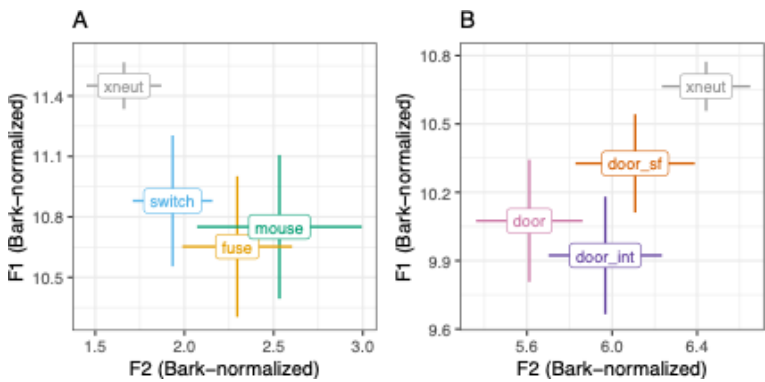 A
F1 (Bark–normalized)
11.4
11.1
10.8
10.5
xneut
switch
mouse
fuse
1.5 2.0 2.5 3.0
F2 (Bark–normalized)
B
F1 (Bark–normalized)
10.8
10.5
10.2
9.9
9.6
xneut
door_sf
door
door_int
5.6 6.0 6.4
F2 (Bark–normalized)